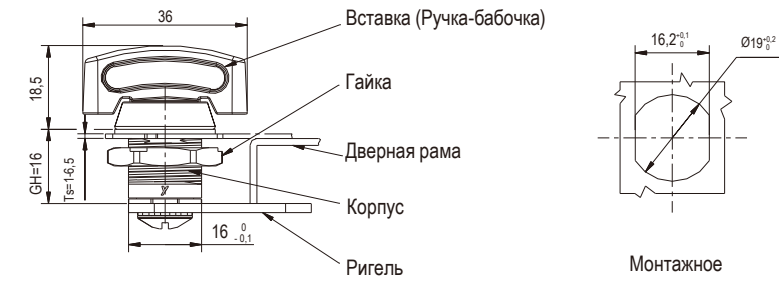 36
Вставка (Ручка-бабочка)
18,5
Гайка
Дверная рама
GH=16
Ts=1-6,5
Корпус
16 0 -0,1
Ригель
16,2 +0,1 0
Ø19 +0,2 0
Монтажное